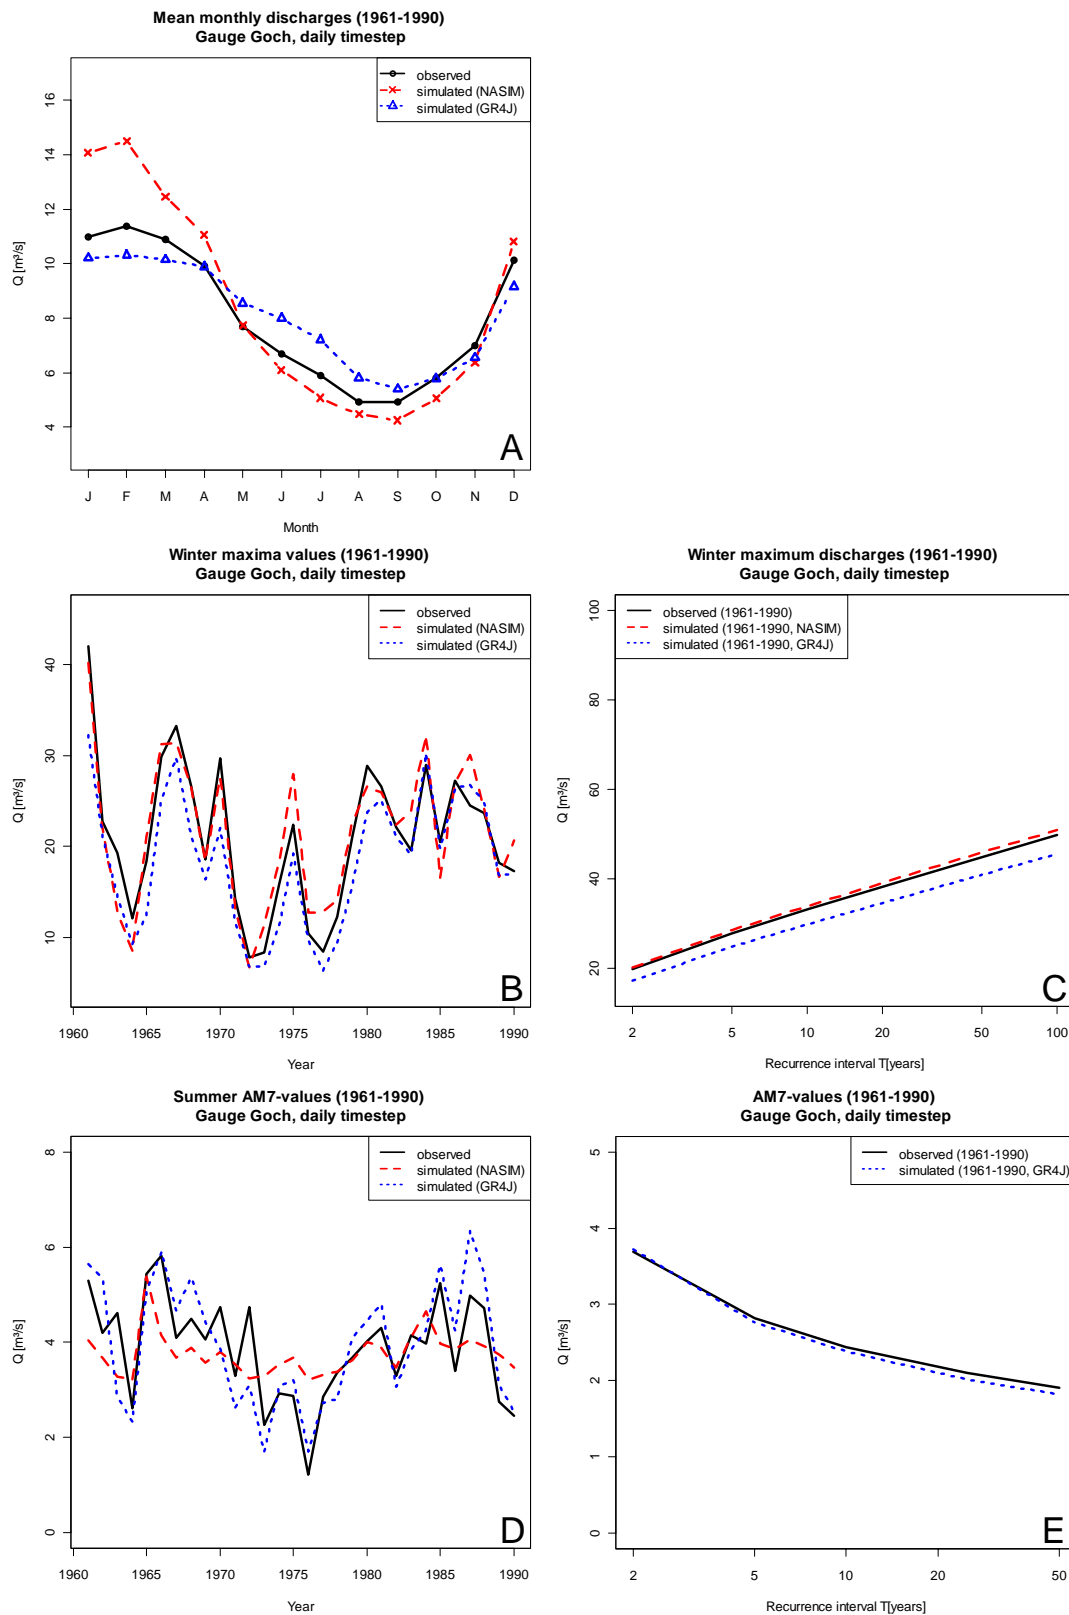 Mean monthly discharges (1961-1990)
Gauge Goch, daily timestep
observed
simulated (NASIM)
simulated (GR4J)
16
14
12
10
8
6
4
Q [m³/s]
A
J F M A M J J A S O N D
Month
Winter maxima values (1961-1990)
Gauge Goch, daily timestep
observed
simulated (NASIM)
simulated (GR4J)
40
30
20
10
Q [m³/s]
B
1960 1965 1970 1975 1980 1985 1990
Year
Winter maximum discharges (1961-1990)
Gauge Goch, daily timestep
observed (1961-1990)
simulated (1961-1990, NASIM)
simulated (1961-1990, GR4J)
100
80
60
40
20
Q [m³/s]
C
2 5 10 20 50 100
Recurrence interval T[years]
Summer AM7-values (1961-1990)
Gauge Goch, daily timestep
observed
simulated (NASIM)
simulated (GR4J)
8
6
4
2
0
Q [m³/s]
D
1960 1965 1970 1975 1980 1985 1990
Year
AM7-values (1961-1990)
Gauge Goch, daily timestep
observed (1961-1990)
simulated (1961-1990, GR4J)
5
4
3
2
1
0
Q [m³/s]
E
2 5 10 20 50
Recurrence interval T[years]